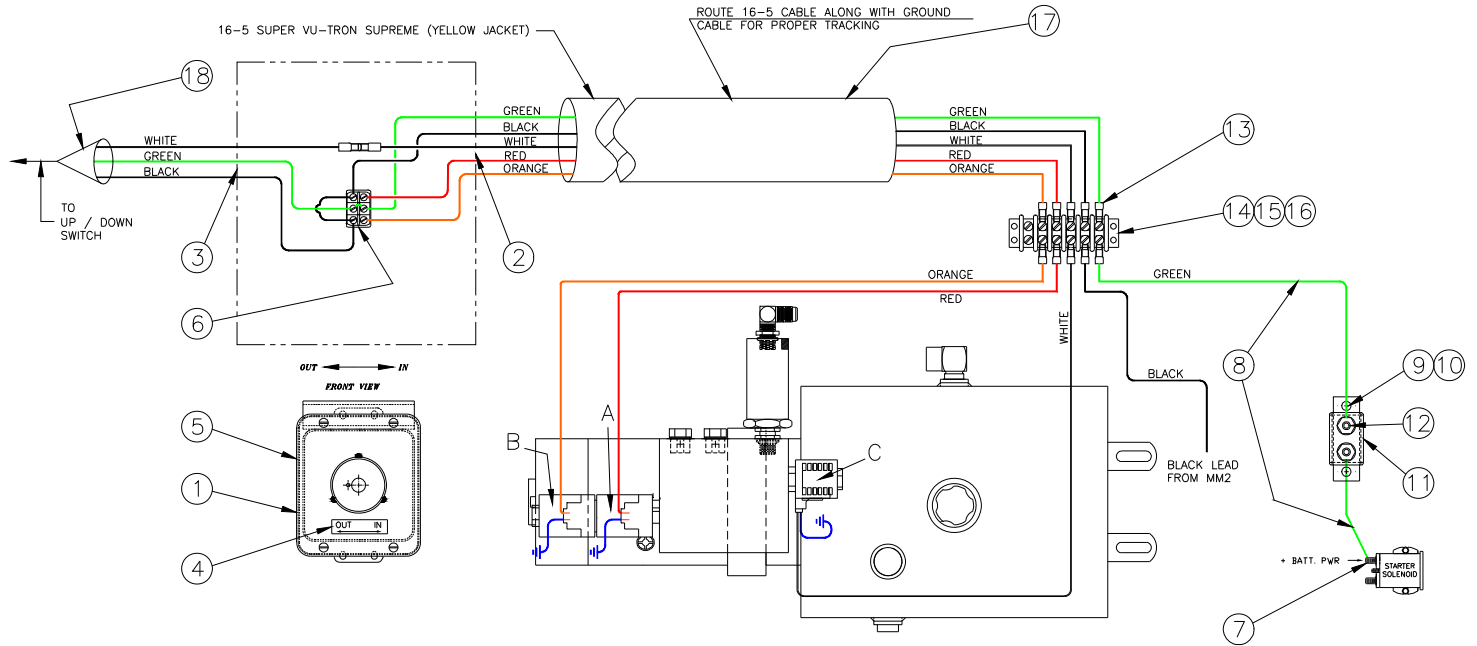 ROUTE 16-5 CABLE ALONG WITH GROUND
CABLE FOR PROPER TRACKING
17
16-5 SUPER VU-TRON SUPREME (YELLOW JACKET)
18
GREEN
BLACK
WHITE
RED
ORANGE
GREEN
BLACK
WHITE
RED
ORANGE
WHITE
GREEN
BLACK
13
14 15 16
TO
UP / DOWN
SWITCH
3
2
6
ORANGE
RED
WHITE
GREEN
BLACK
8
9 10
12
11
BLACK LEAD
FROM MM2
OUT IN
FRONT VIEW
5
1
4
OUT IN
B
A
C
+ BATT. PWR
STARTER
SOLENOID
7